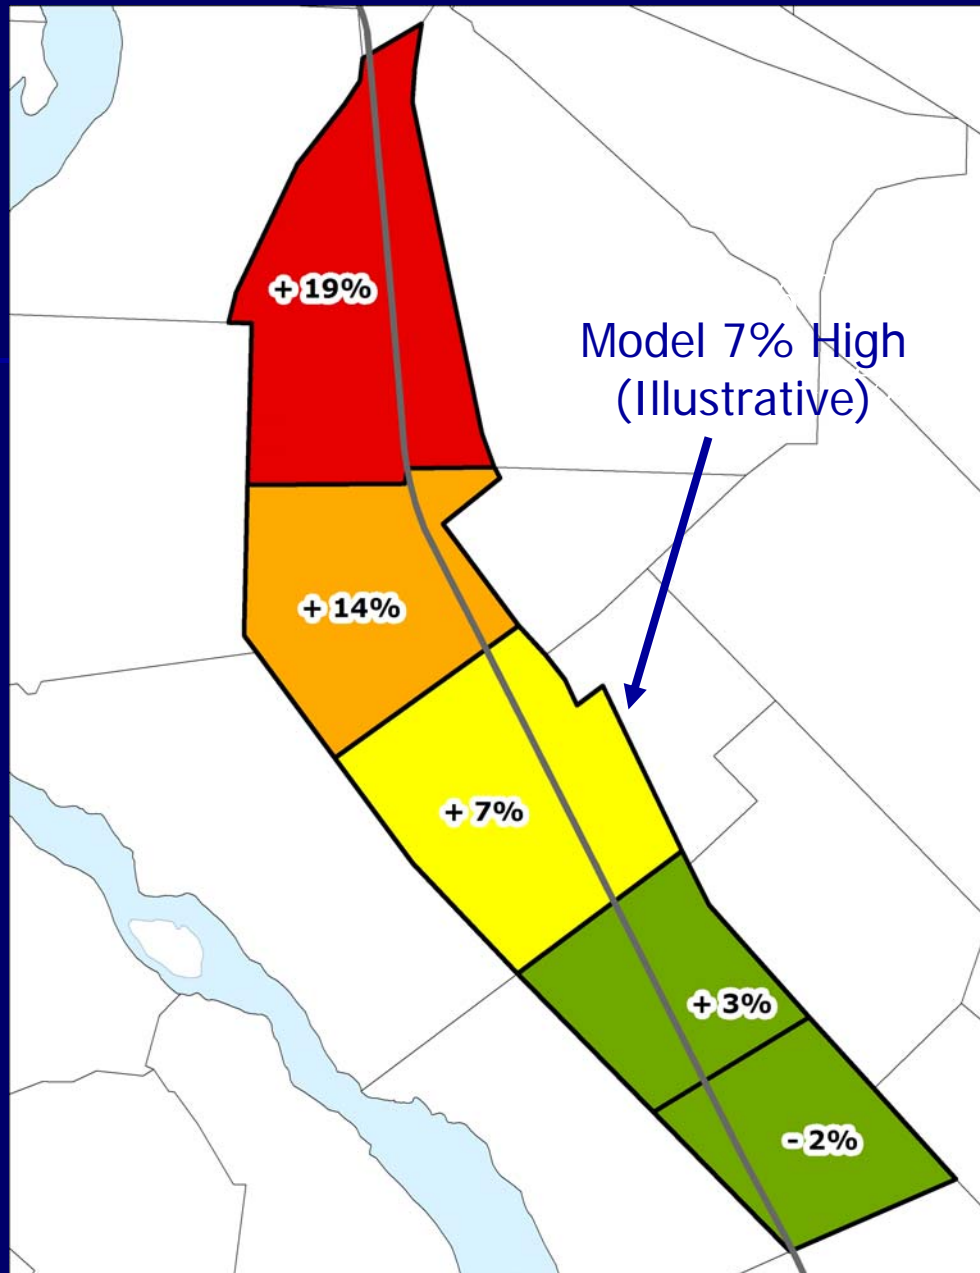 + 19%
Model 7% High
(Illustrative)
+ 14%
+ 7%
+ 3%
- 2%